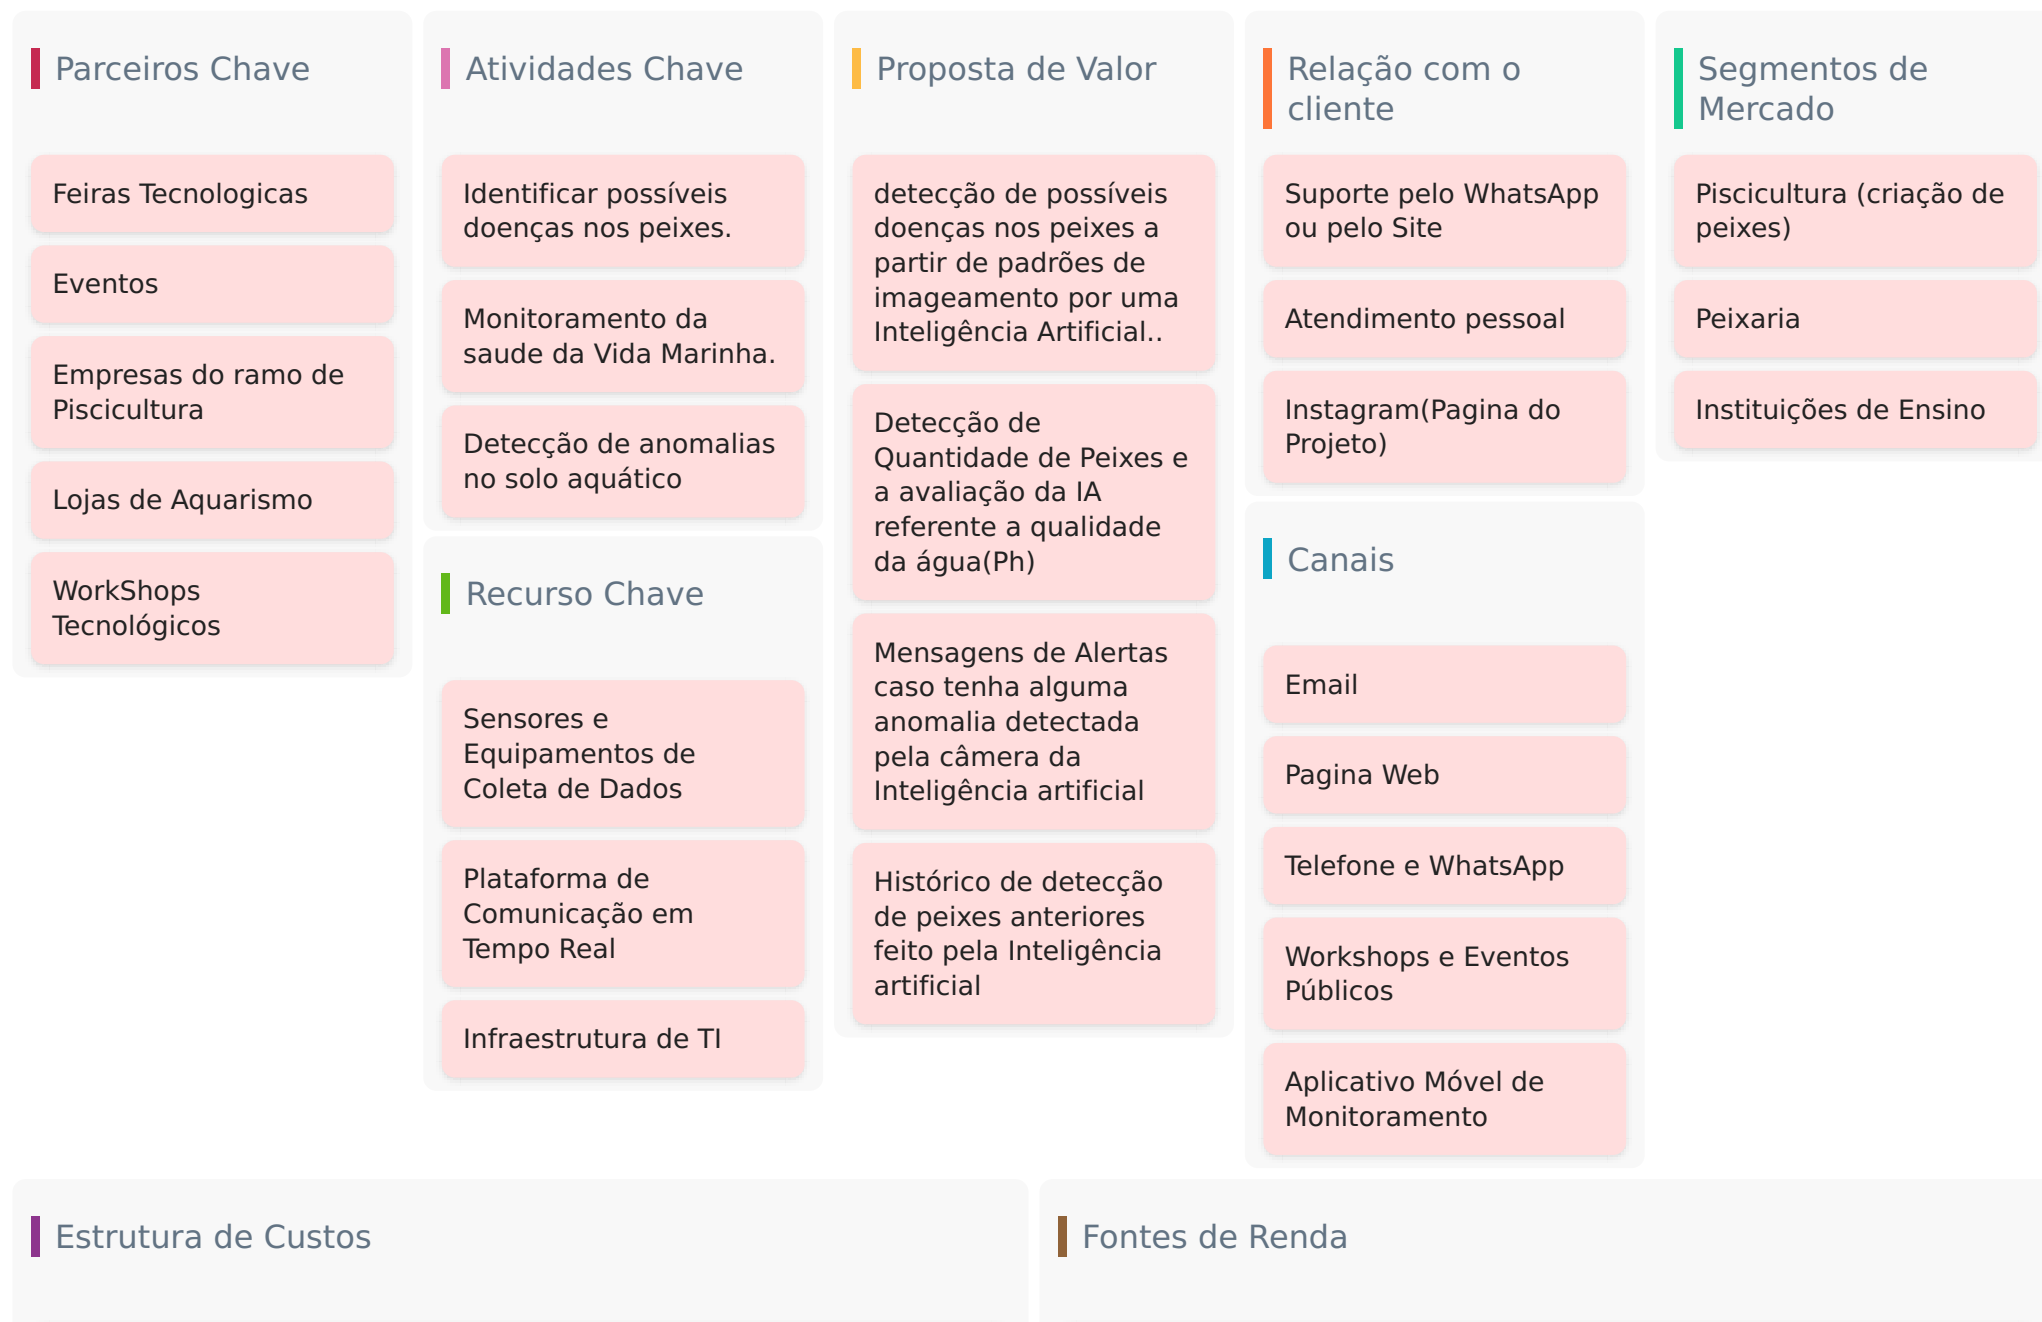 Parceiros Chave
Feiras Tecnologicas
Eventos
Empresas do ramo de
Piscicultura
Lojas de Aquarismo
WorkShops
Tecnológicos
Atividades Chave
Identificar possíveis
doenças nos peixes.
Monitoramento da
saude da Vida Marinha.
Detecção de anomalias
no solo aquático
Recurso Chave
Sensores e
Equipamentos de
Coleta de Dados
Plataforma de
Comunicação em
Tempo Real
Infraestrutura de TI
Proposta de Valor
detecção de possíveis
doenças nos peixes a
partir de padrões de
imageamento por uma
Inteligência Artificial..
Detecção de
Quantidade de Peixes e
a avaliação da IA
referente a qualidade
da água(Ph)
Mensagens de Alertas
caso tenha alguma
anomalia detectada
pela câmera da
Inteligência artificial
Histórico de detecção
de peixes anteriores
feito pela Inteligência
artificial
Relação com o
cliente
Suporte pelo WhatsApp
ou pelo Site
Atendimento pessoal
Instagram(Pagina do
Projeto)
Canais
Email
Pagina Web
Telefone e WhatsApp
Workshops e Eventos
Públicos
Aplicativo Móvel de
Monitoramento
Segmentos de
Mercado
Piscicultura (criação de
peixes)
Peixaria
Instituições de Ensino
Estrutura de Custos
Fontes de Renda